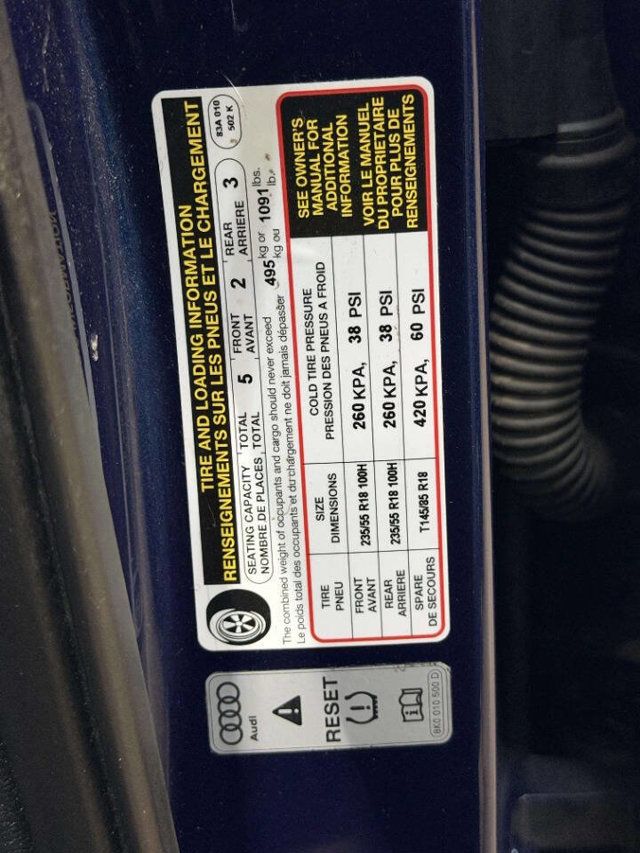 TIRE AND LOADING INFORMATION
RENSEIGNEMENTS SUR LES PNEUS ET LE CHARGEMENT
83A 010
502 K
SEATING CAPACITY TOTAL 5 FRONT 2 REAR 3
NOMBRE DE PLACES TOTAL AVANT ARRIERE
The combined weight of occupants and cargo should never exceed 495 kg or 1091 lbs.
Le poids total des occupants et du chargement ne doit jamais dépasser kg ou lb.
TIRE SIZE COLD TIRE PRESSURE
PNEU DIMENSIONS PRESSION DES PNEUS A FROID
SEE OWNER'S
MANUAL FOR
ADDITIONAL
INFORMATION
VOIR LE MANUEL
DU PROPRIETAIRE
POUR PLUS DE
RENSEIGNEMENTS
FRONT 235/55 R18 100H 260 KPA, 38 PSI
AVANT
REAR 235/55 R18 100H 260 KPA, 38 PSI
ARRIERE
SPARE T145/85 R18 420 KPA, 60 PSI
DE SECOURS
Audi
RESET
8K0 010 500 D